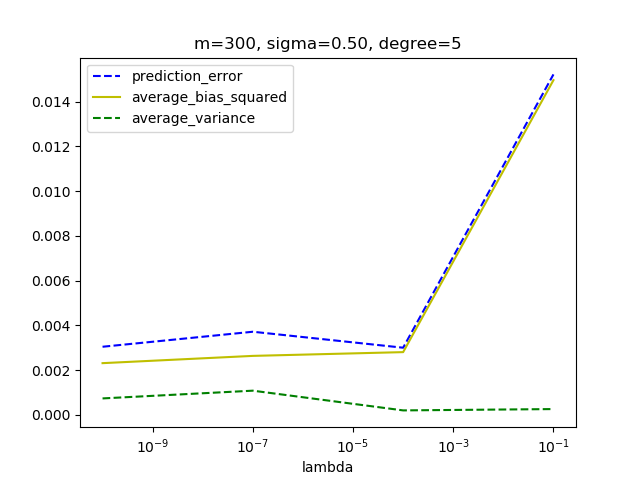 m=300, sigma=0.50, degree=5
prediction_error
average_bias_squared
average_variance
0.014
0.012
0.010
0.008
0.006
0.004
0.002
0.000
10⁻⁹ 10⁻⁷ 10⁻⁵ 10⁻³ 10⁻¹
lambda